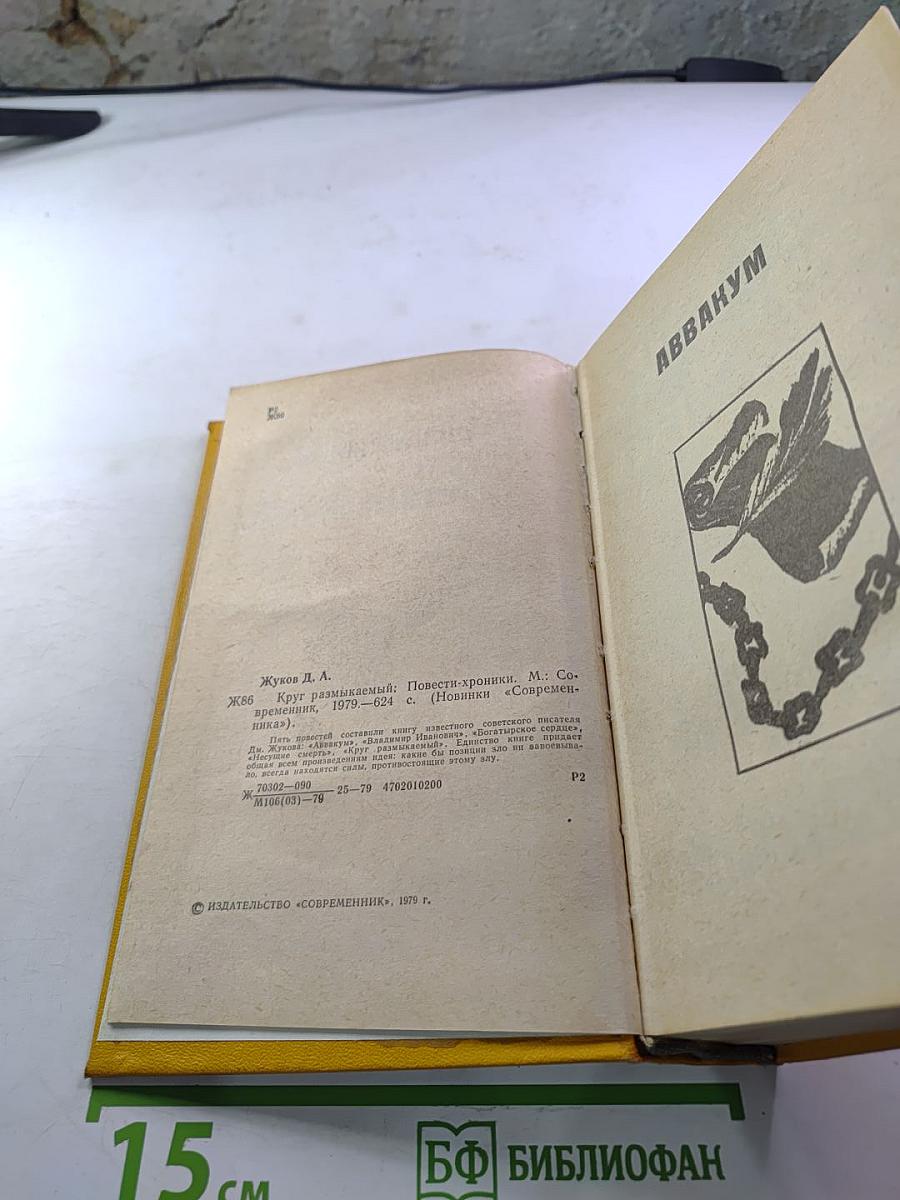 Р2
Ж86
Жуков Д. А.
Ж86 Круг размыкаемый: Повести-хроники. М.: Со-
временник, 1979.—624 с. (Новинки «Современ-
ника»).
Пять повестей составили книгу известного советского писателя
Дм. Жукова: «Аввакум», «Владимир Иванович», «Богатырское сердце»,
«Несущие смерть», «Круг размыкаемый». Единство книге придает
общая всем произведениям идея: какие бы позиции зло ни завоевыва-
ло, всегда находятся силы, противостоящие этому злу.
Ж 70302—090
М106(03)—79 25—79 4702010200
Р2
© ИЗДАТЕЛЬСТВО «СОВРЕМЕННИК», 1979 г.
АВВАКУМ
15 см
БФ БИБЛИОФАН